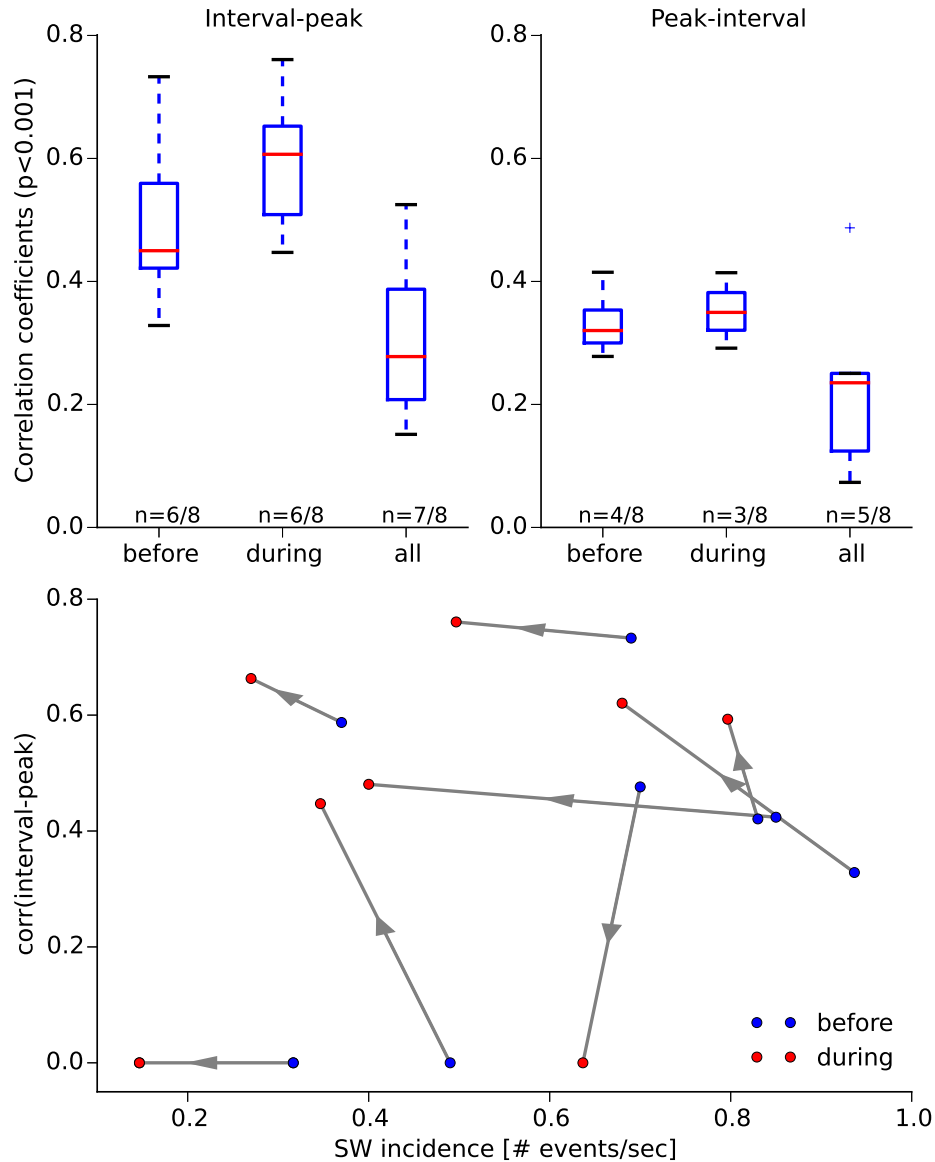 Interval-peak
Peak-interval
Correlation coefficients (p<0.001)
0.8
0.6
0.4
0.2
0.0
n=6/8
n=6/8
n=7/8
before
during
all
0.8
0.6
0.4
0.2
0.0
n=4/8
n=3/8
n=5/8
before
during
all
corr(interval-peak)
0.8
0.6
0.4
0.2
0.0
before
during
0.2
0.4
0.6
0.8
1.0
SW incidence [# events/sec]